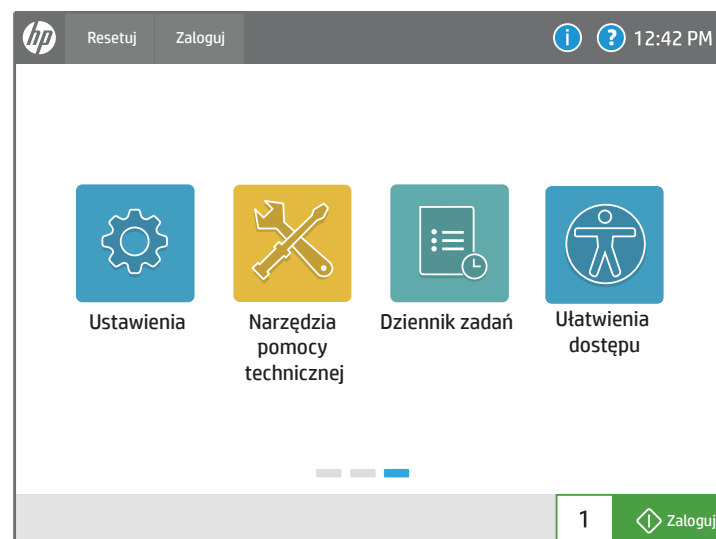 hp
Resetuj
Zaloguj
i
?
12:42 PM
Ustawienia
Narzędzia
pomocy
technicznej
Dziennik zadań
Ułatwienia
dostępu
1
Zaloguj